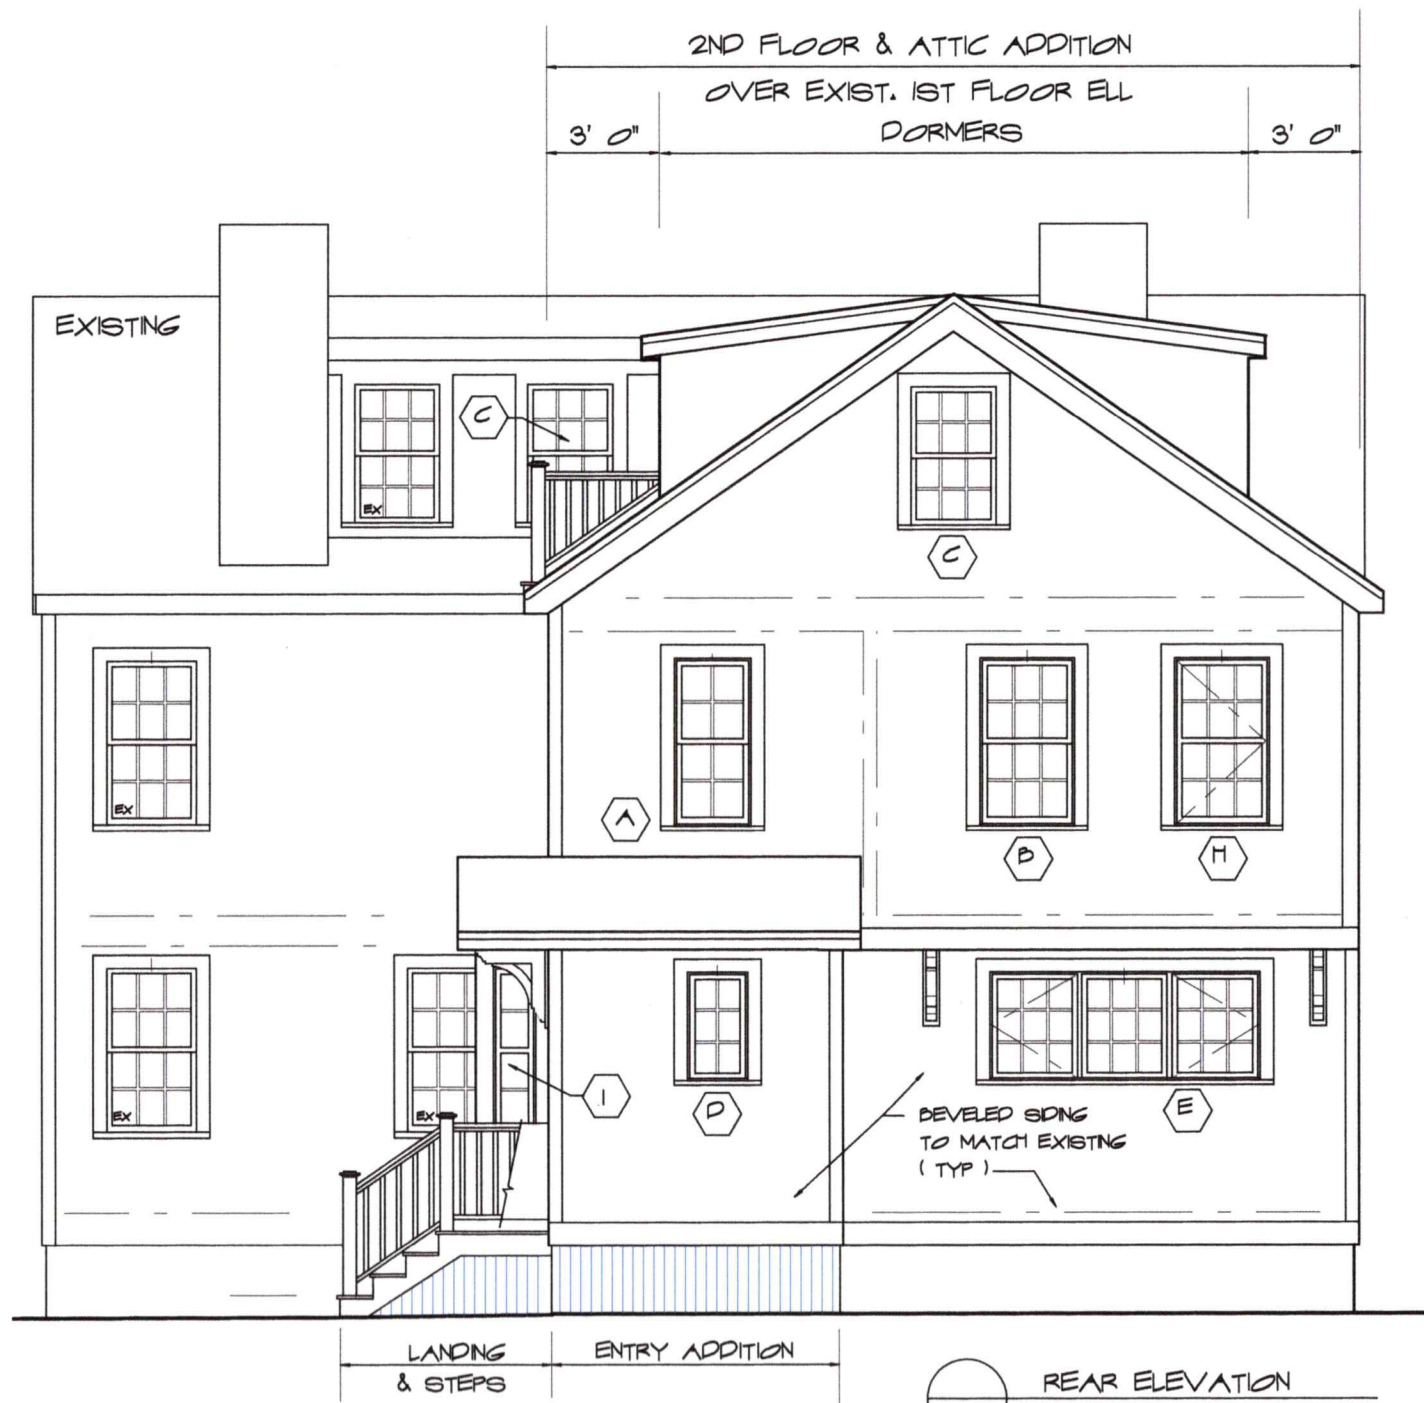 2ND FLOOR & ATTIC ADDITION
OVER EXIST. 1ST FLOOR ELL
3' 0"
DORMERS
3' 0"
EXISTING
C
EX
C
EX
A
B
H
EX
EX
I
D
E
BEVELED SIDING
TO MATCH EXISTING
( TYP )
LANDING
& STEPS
ENTRY ADDITION
REAR ELEVATION